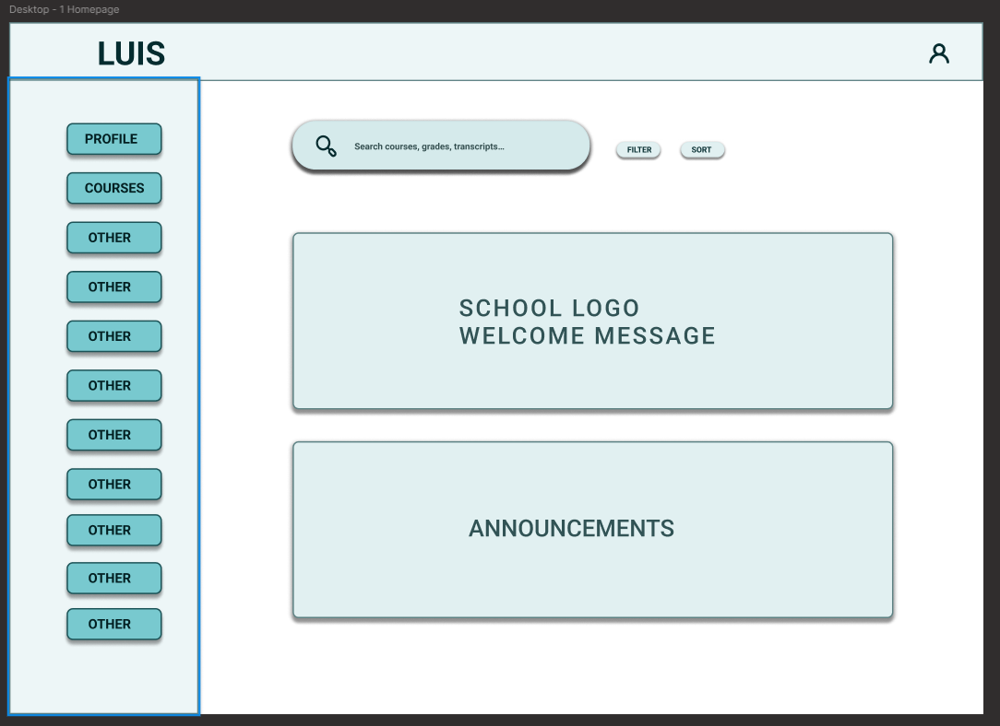 Desktop - 1 Homepage
LUIS
PROFILE
COURSES
OTHER
OTHER
OTHER
OTHER
OTHER
OTHER
OTHER
OTHER
OTHER
Search courses, grades, transcripts...
FILTER
SORT
SCHOOL LOGO
WELCOME MESSAGE
ANNOUNCEMENTS